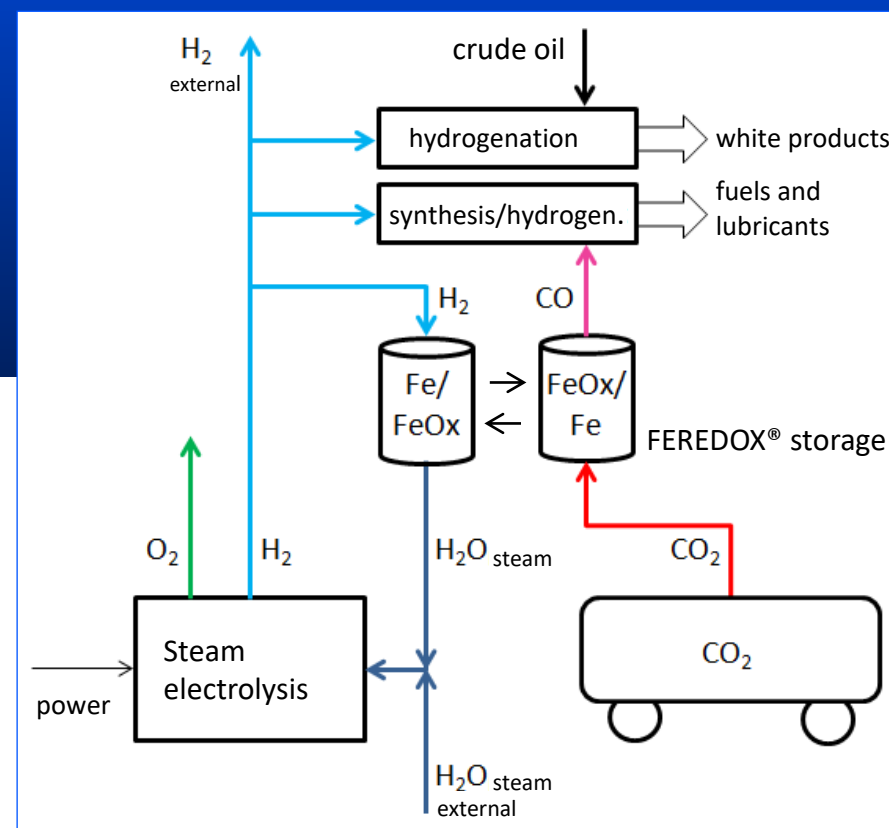 H₂
external
crude oil
hydrogenation
white products
synthesis/hydrogen.
fuels and
lubricants
H₂
CO
Fe/
FeOx
FeOx/
Fe
FEREDOX® storage
O₂
H₂
H₂O steam
CO₂
Steam
electrolysis
CO₂
power
H₂O steam
external